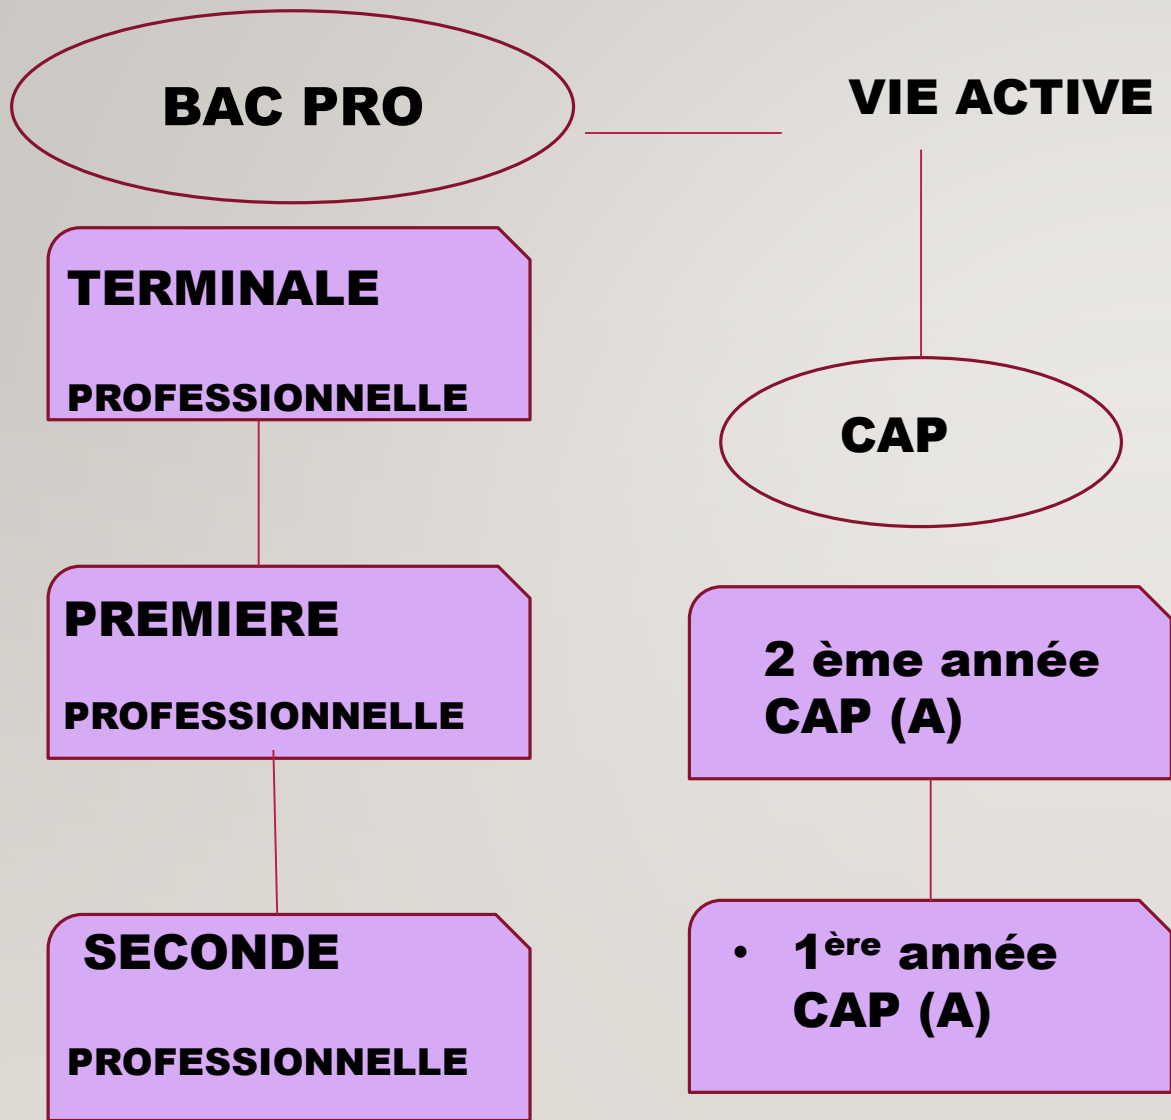 BAC PRO
VIE ACTIVE
TERMINALE
PROFESSIONNELLE
CAP
PREMIERE
PROFESSIONNELLE
2 ème année
CAP (A)
SECONDE
PROFESSIONNELLE
• 1ère année
CAP (A)